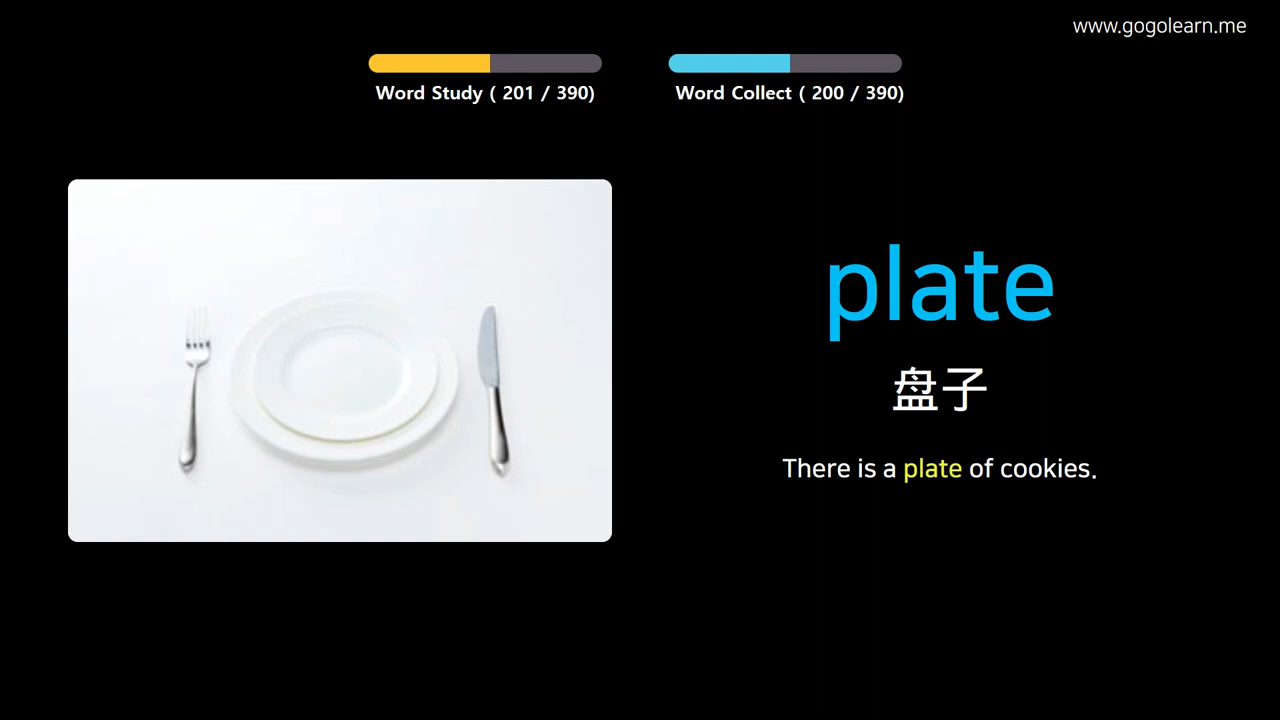 www.gogolearn.me
Word Study ( 201 / 390)
Word Collect ( 200 / 390)
plate
盘子
There is a plate of cookies.